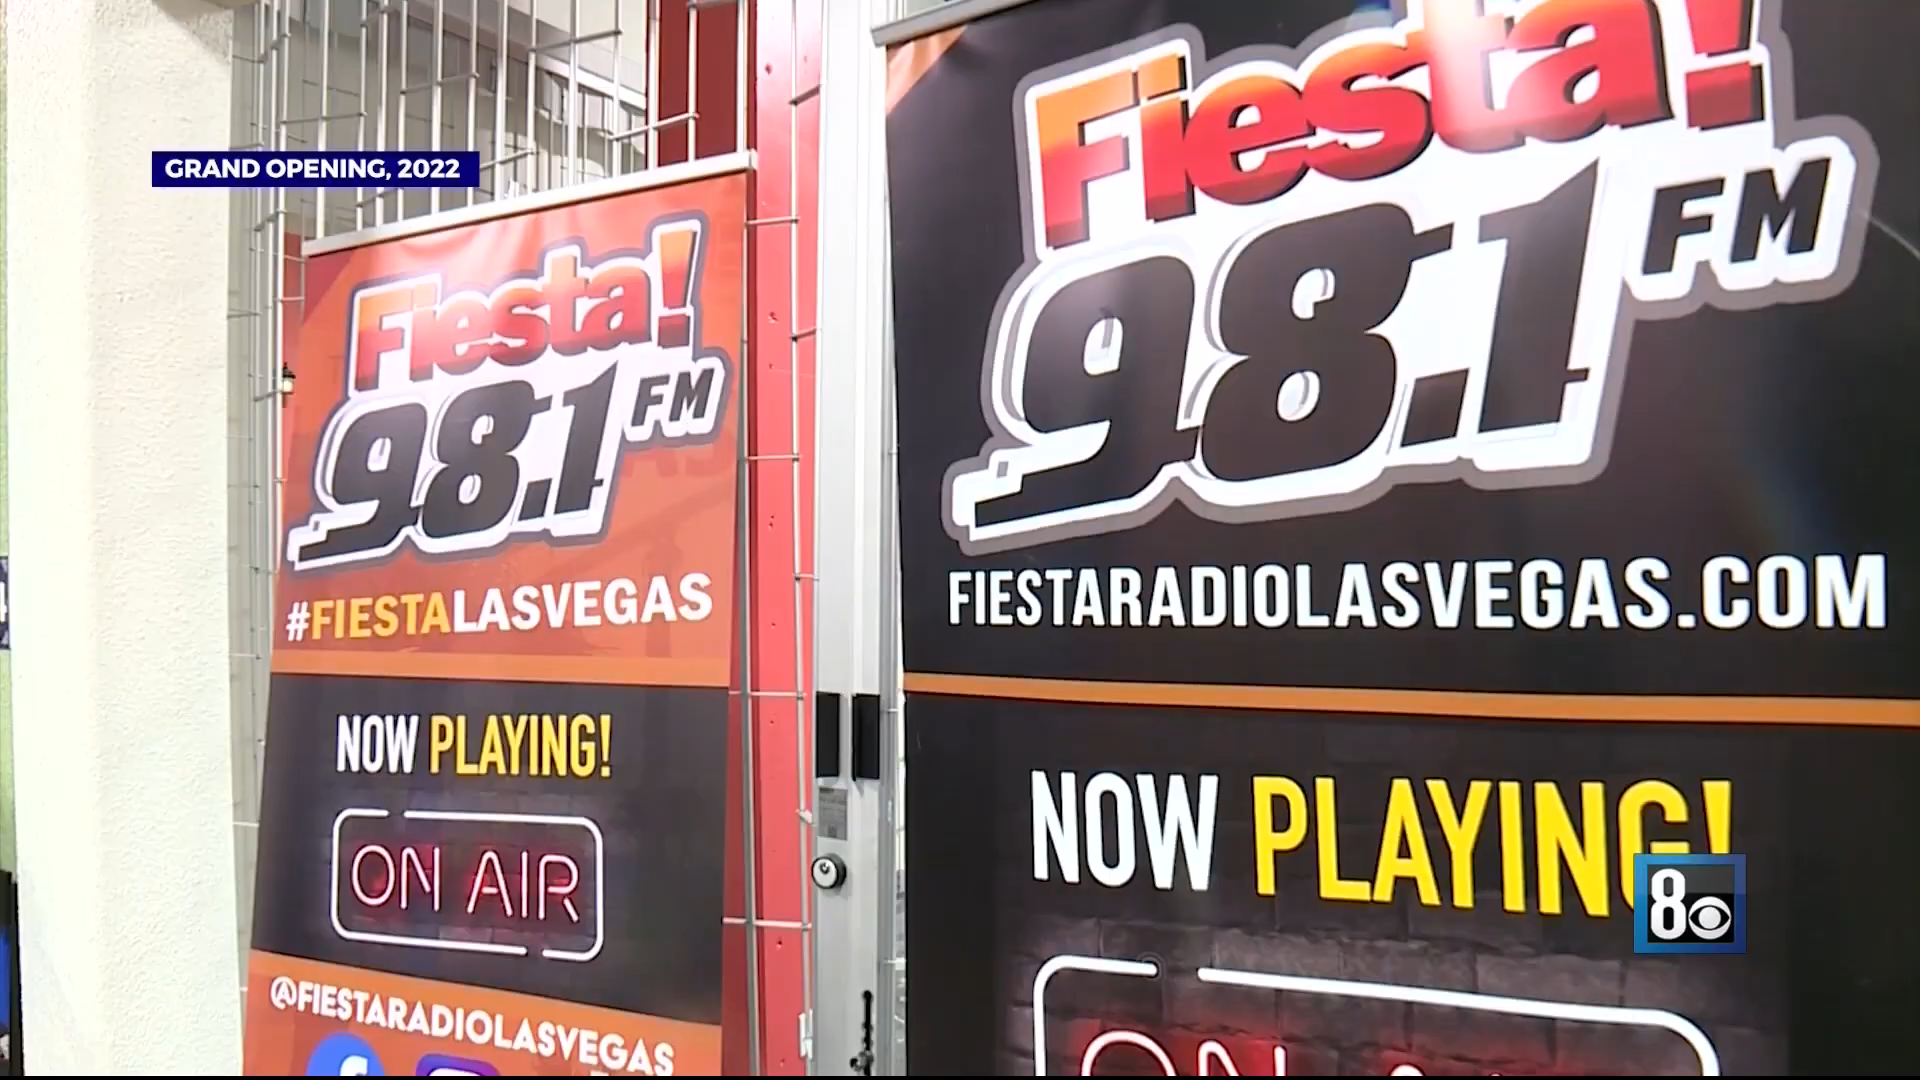 GRAND OPENING, 2022
Fiesta!
98.1 FM
#FIESTALASVEGAS
NOW PLAYING!
ON AIR
@FIESTARADIOLASVEGAS
Fiesta!
98.1 FM
FIESTARADIOLASVEGAS.COM
NOW PLAYING!
8